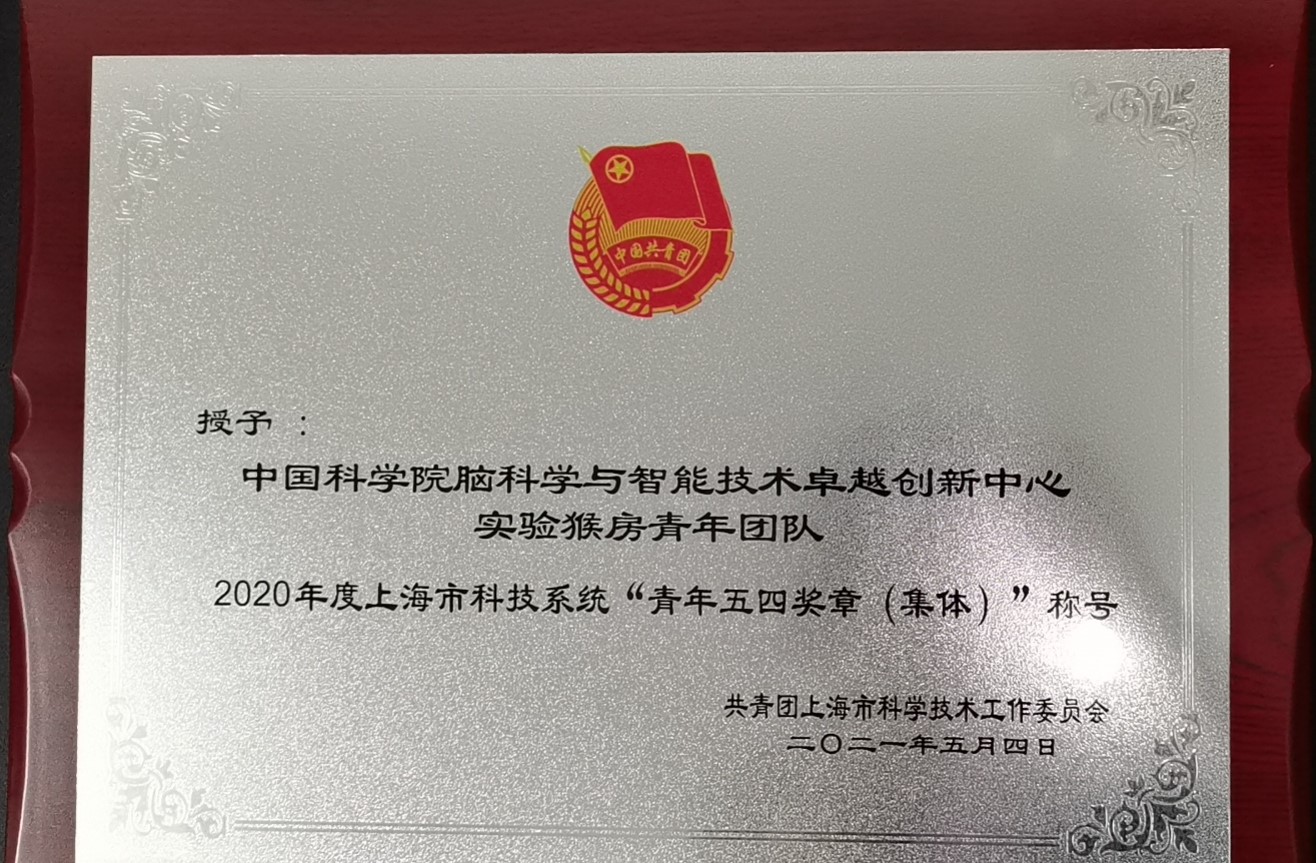 中国共青团
授予：
中国科学院脑科学与智能技术卓越创新中心
实验猴房青年团队
2020年度上海市科技系统“青年五四奖章（集体）”称号
共青团上海市科学技术工作委员会
二〇二一年五月四日